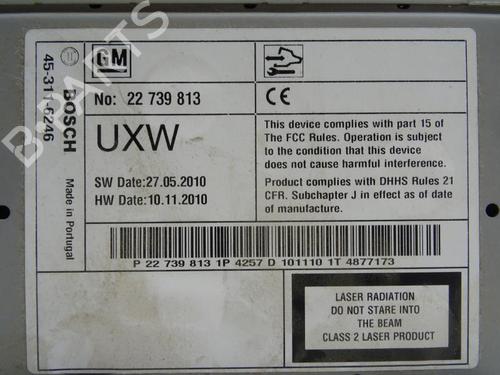 GM
No: 22 739 813
UXW
SW Date:27.05.2010
HW Date:10.11.2010
This device complies with part 15 of
The FCC Rules. Operation is subject
to the condition that this device
does not cause harmful interference.
Product complies with DHHS Rules 21
CFR. Subchapter J in effect as of date
of manufacture.
P 22 739 813 1P 4257 D 101110 1T 4877173
LASER RADIATION
DO NOT STARE INTO
THE BEAM
CLASS 2 LASER PRODUCT
BOSCH
Made in Portugal
45-311-6246
B-PARTS
CE